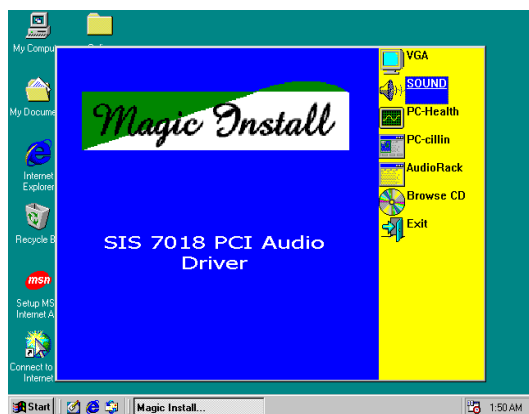 My Compu
My Docume
Internet
Explorer
Recycle B
msn
Setup MS
Internet A
Connect to
Internet
Magic Install
SIS 7018 PCI Audio
Driver
VGA
SOUND
PC-Health
PC-cillin
AudioRack
Browse CD
Exit
Start
Magic Install...
1:50 AM